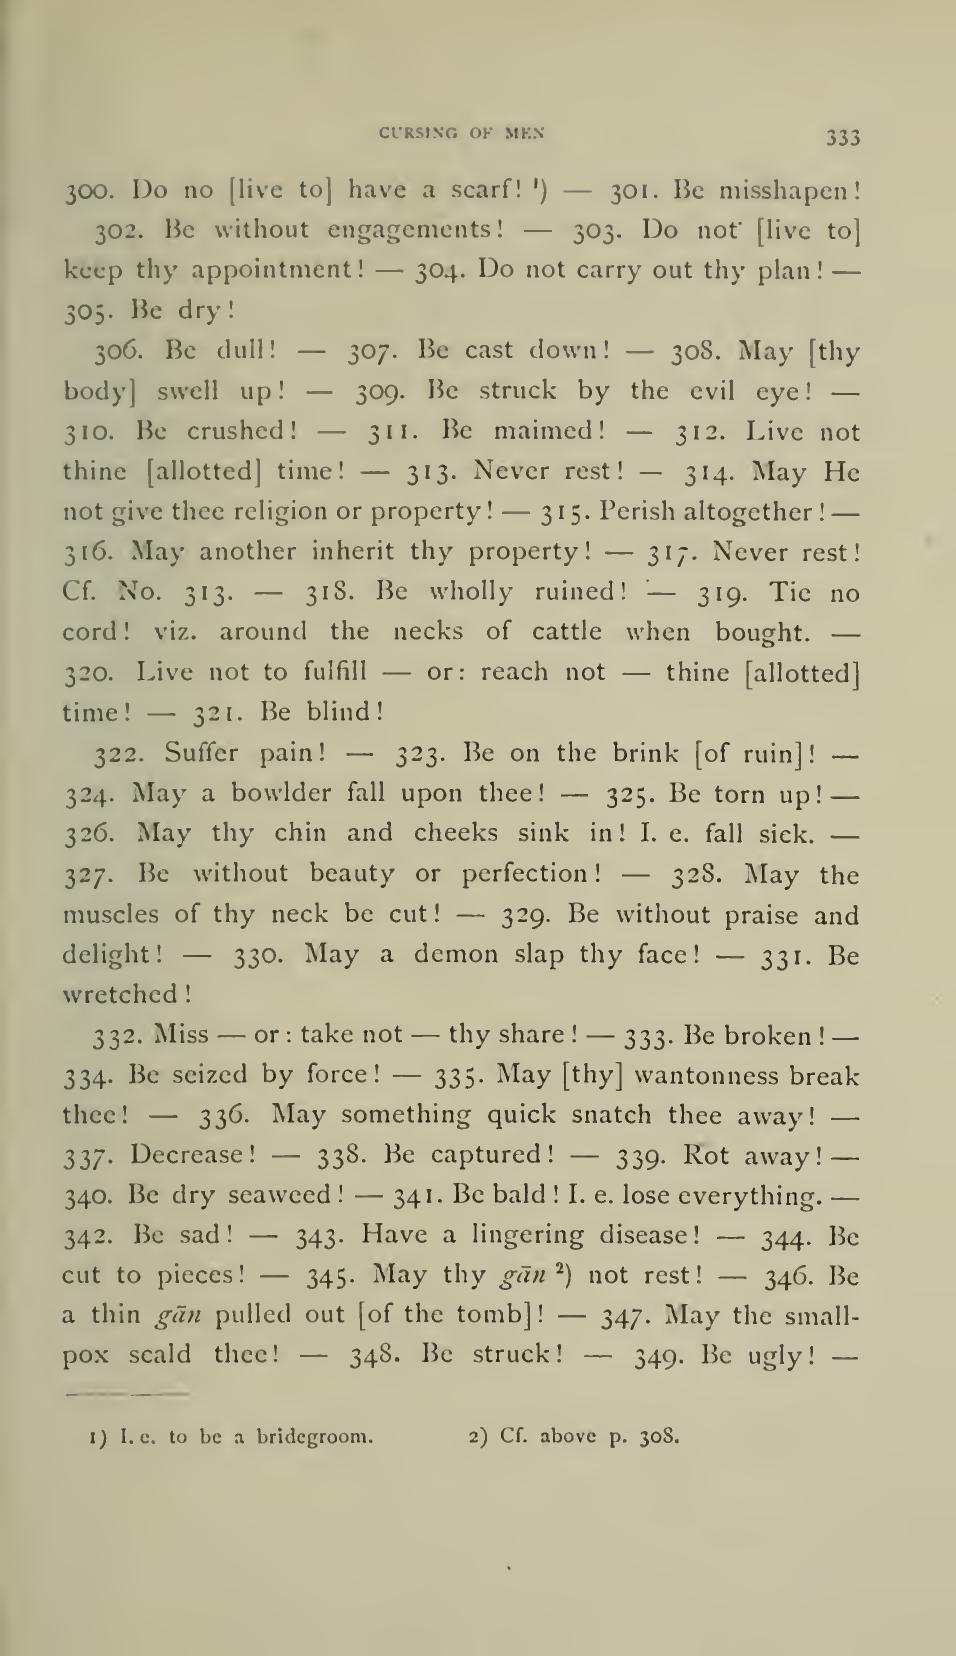 CURSING OF MEN 333
300. Do no [live to] have a scarf! ¹) — 301. Be misshapen!
302. Be without engagements! — 303. Do not [live to]
keep thy appointment! — 304. Do not carry out thy plan! —
305. Be dry!
306. Be dull! — 307. Be cast down! — 308. May [thy
body] swell up! — 309. Be struck by the evil eye! —
310. Be crushed! — 311. Be maimed! — 312. Live not
thine [allotted] time! — 313. Never rest! — 314. May He
not give thee religion or property! — 315. Perish altogether! —
316. May another inherit thy property! — 317. Never rest!
Cf. No. 313. — 318. Be wholly ruined! — 319. Tie no
cord! viz. around the necks of cattle when bought. —
320. Live not to fulfill — or: reach not — thine [allotted]
time! — 321. Be blind!
322. Suffer pain! — 323. Be on the brink [of ruin]! —
324. May a bowlder fall upon thee! — 325. Be torn up! —
326. May thy chin and cheeks sink in! I. e. fall sick. —
327. Be without beauty or perfection! — 328. May the
muscles of thy neck be cut! — 329. Be without praise and
delight! — 330. May a demon slap thy face! — 331. Be
wretched!
332. Miss — or: take not — thy share! — 333. Be broken! —
334. Be seized by force! — 335. May [thy] wantonness break
thee! — 336. May something quick snatch thee away! —
337. Decrease! — 338. Be captured! — 339. Rot away! —
340. Be dry seaweed! — 341. Be bald! I. e. lose everything. —
342. Be sad! — 343. Have a lingering disease! — 344. Be
cut to pieces! — 345. May thy gān ²) not rest! — 346. Be
a thin gān pulled out [of the tomb]! — 347. May the small-
pox scald thee! — 348. Be struck! — 349. Be ugly! —
1) I. e. to be a bridegroom. 2) Cf. above p. 308.